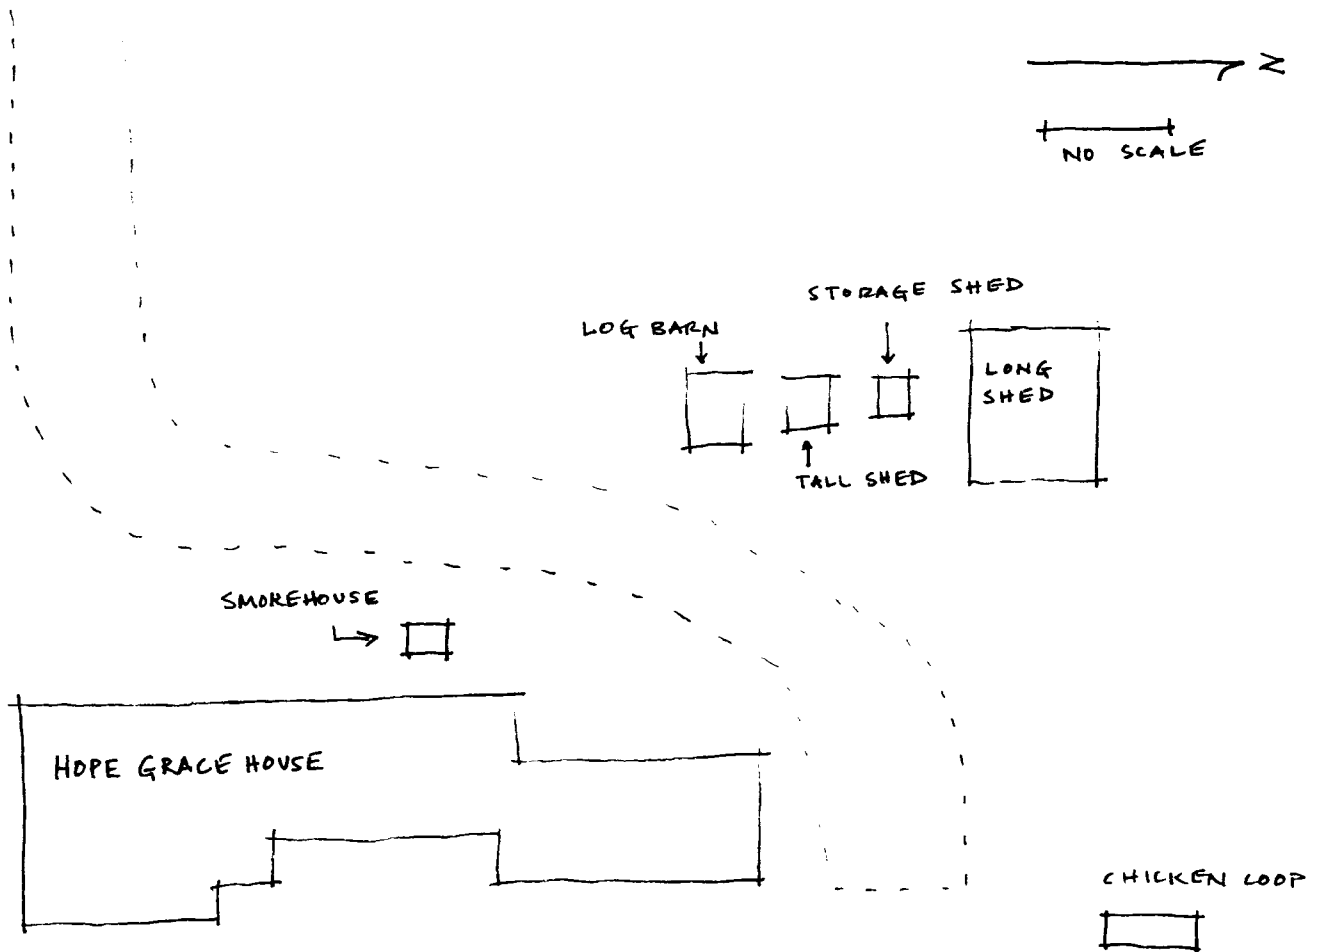 N
NO SCALE
STORAGE SHED
LOG BARN
LONG
SHED
TALL SHED
SMOKEHOUSE
HOPE GRACE HOUSE
CHICKEN COOP